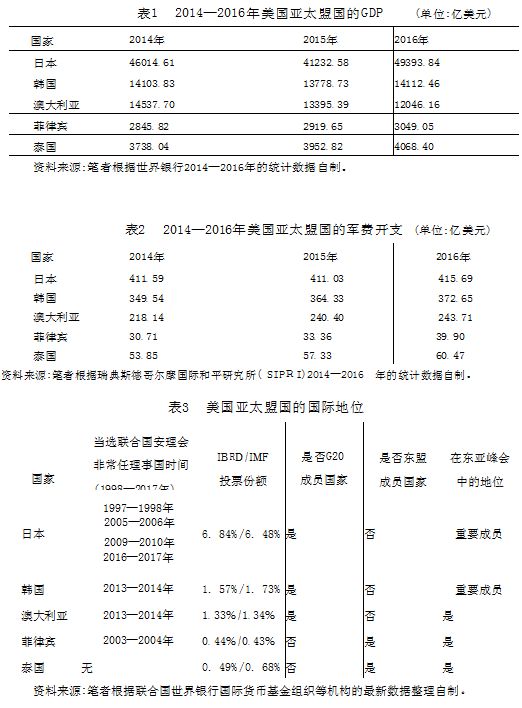 表1 2014—2016年美国亚太盟国的GDP (单位:亿美元)
国家 2014年 2015年 2016年
日本 46014.61 41232.58 49393.84
韩国 14103.83 13778.73 14112.46
澳大利亚 14537.70 13395.39 12046.16
菲律宾 2845.82 2919.65 3049.05
泰国 3738.04 3952.82 4068.40
资料来源:笔者根据世界银行2014—2016年的统计数据自制.
表2 2014—2016年美国亚太盟国的军费开支 (单位:亿美元)
国家 2014年 2015年 2016年
日本 411.59 411.03 415.69
韩国 349.54 364.33 372.65
澳大利亚 218.14 240.40 243.71
菲律宾 30.71 33.36 39.90
泰国 53.85 57.33 60.47
资料来源:笔者根据瑞典斯德哥尔摩国际和平研究所( SIPRI)2014—2016 年的统计数据自制.
表3 美国亚太盟国的国际地位
国家 当选联合国安理会 IBRD/IMF 是否G20 是否东盟 在东亚峰会
非常任理事国时间 投票份额 成员国家 成员国家 中的地位
(1998—2017年)
1997—1998年
2005—2006年
日本 6.84%/6.48% 是 否 重要成员
2009—2010年
2016—2017年
韩国 2013—2014年 1.57%/1.73% 是 否 重要成员
澳大利亚 2013—2014年 1.33%/1.34% 是 否 是
菲律宾 2003—2004年 0.44%/0.43% 否 是 是
泰国 无 0.49%/0.68% 否 是 是
资料来源:笔者根据联合国世界银行国际货币基金组织等机构的最新数据整理自制.